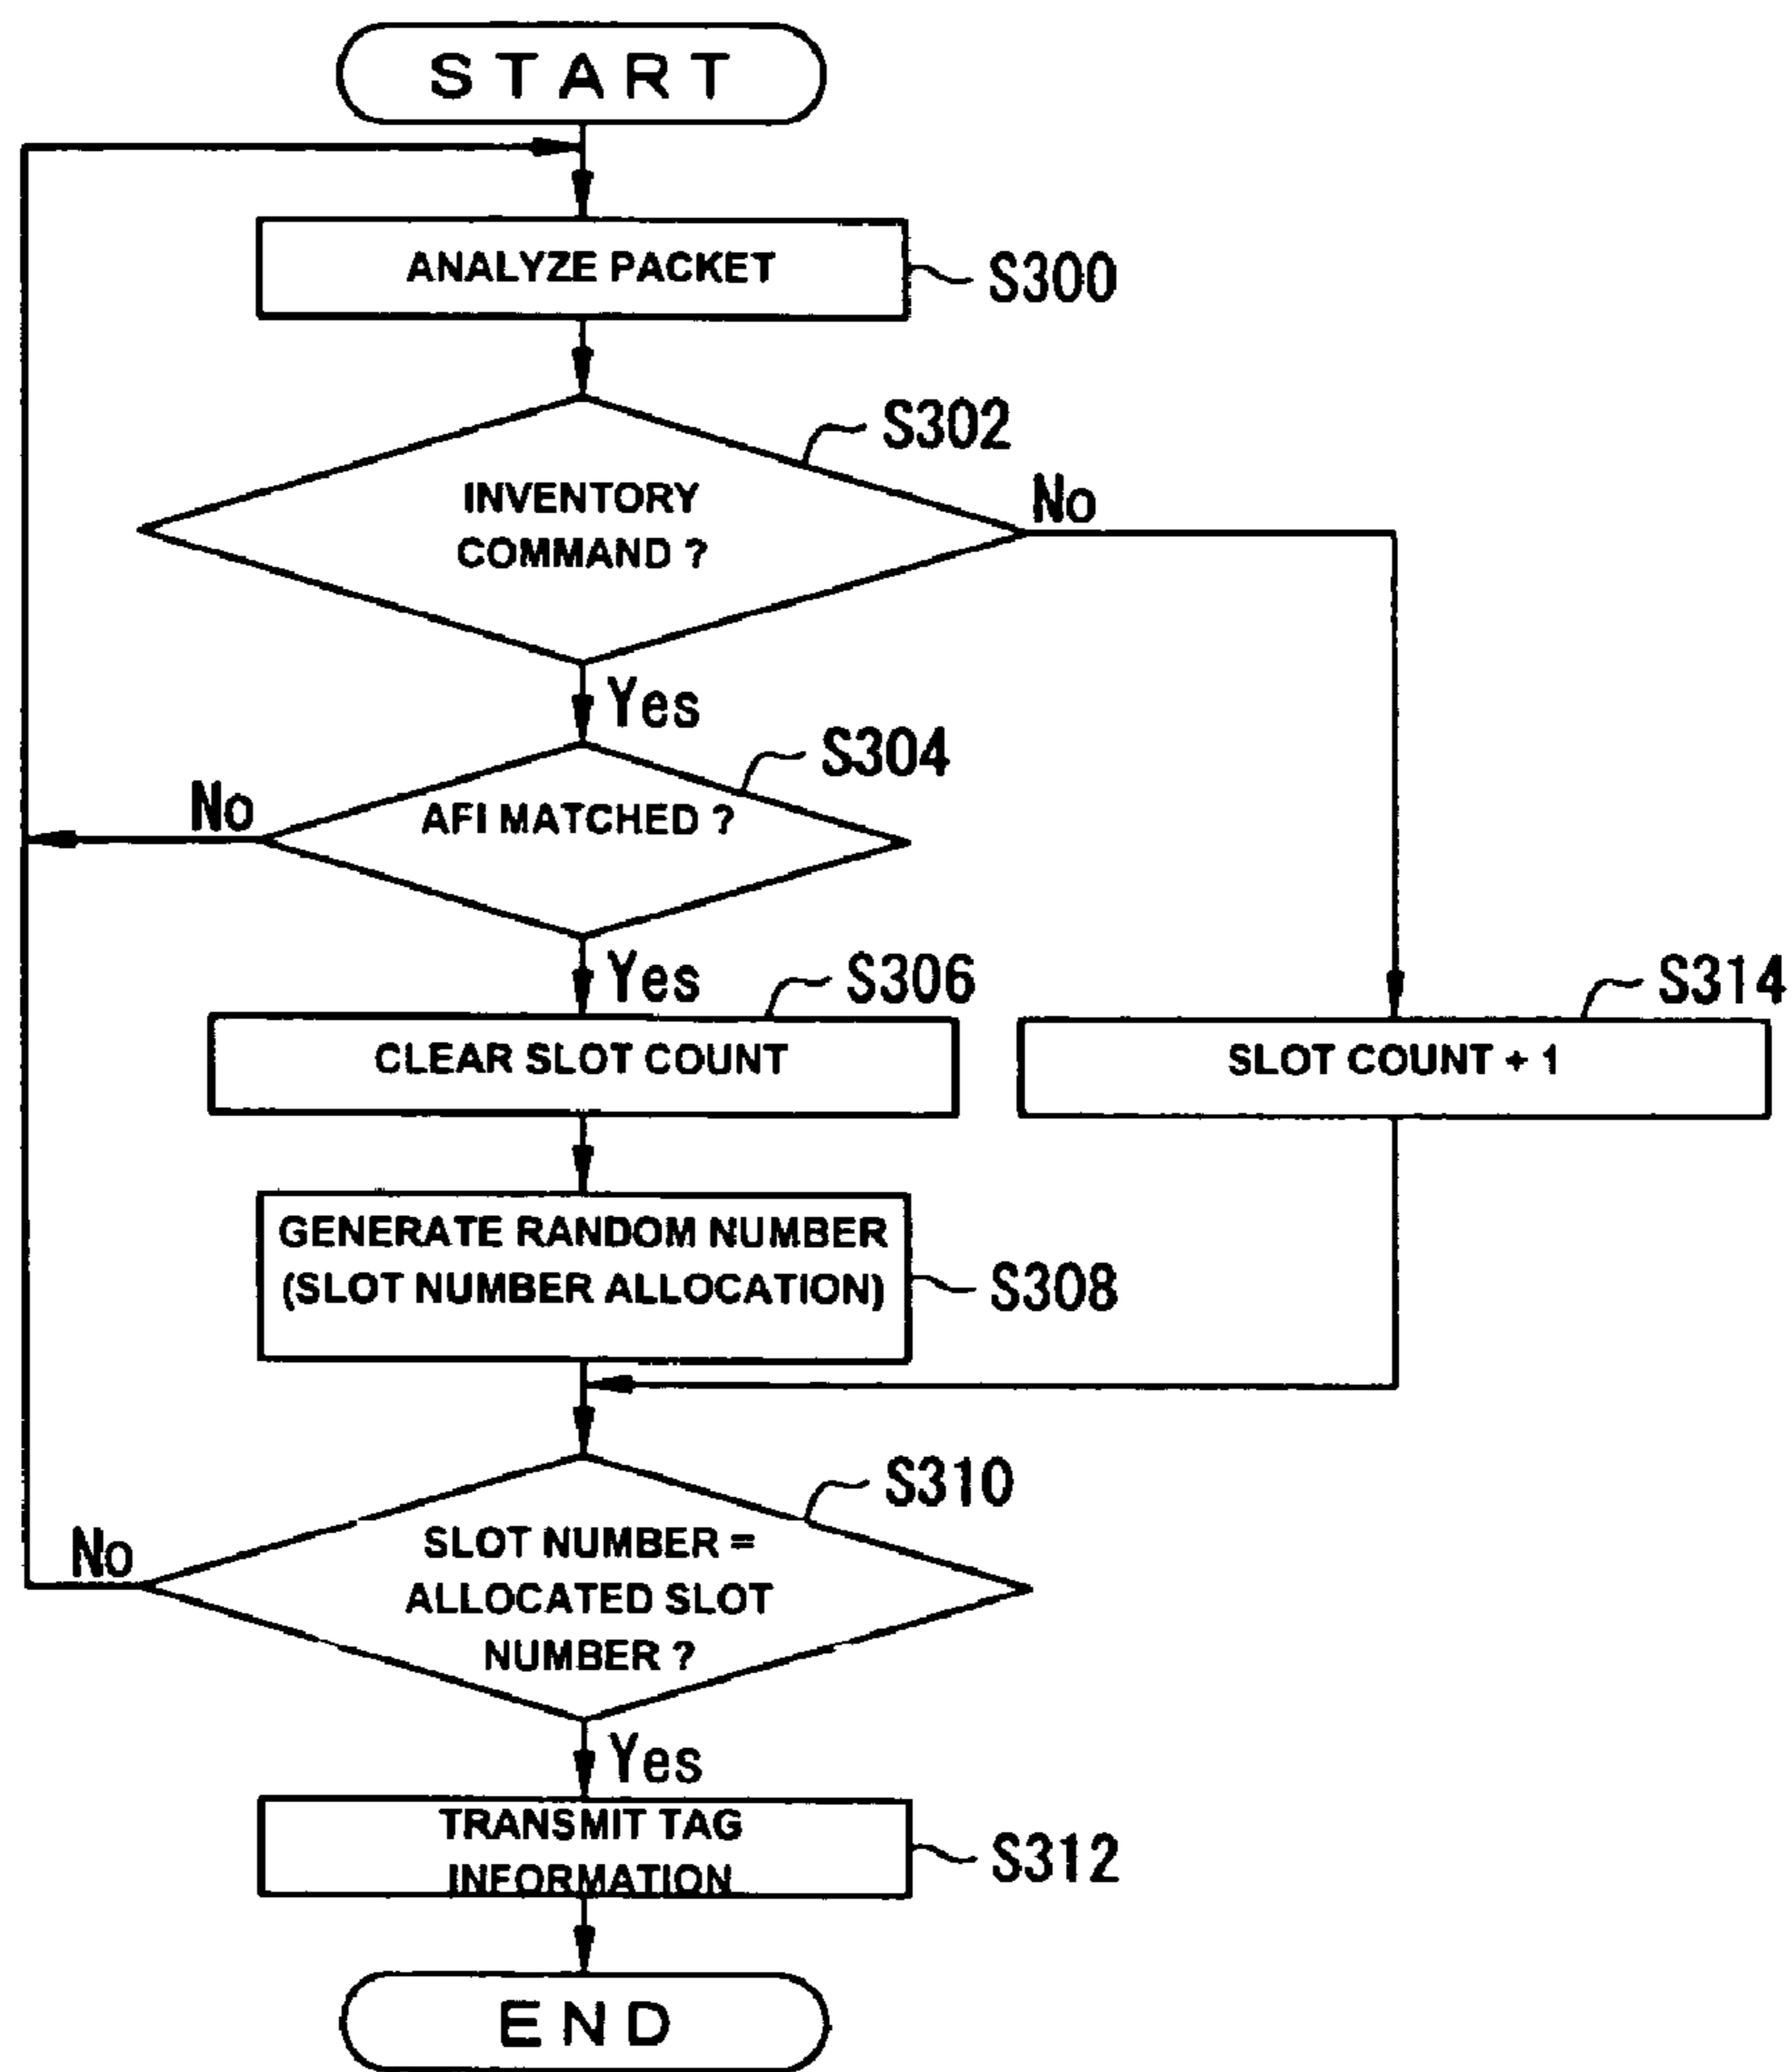 START
ANALYZE PACKET
S300
S302
INVENTORY
COMMAND ?
No
Yes
S304
AFI MATCHED ?
No
Yes
S306
CLEAR SLOT COUNT
S314
SLOT COUNT + 1
GENERATE RANDOM NUMBER
(SLOT NUMBER ALLOCATION)
S308
S310
SLOT NUMBER =
ALLOCATED SLOT
NUMBER ?
No
Yes
TRANSMIT TAG
INFORMATION
S312
END